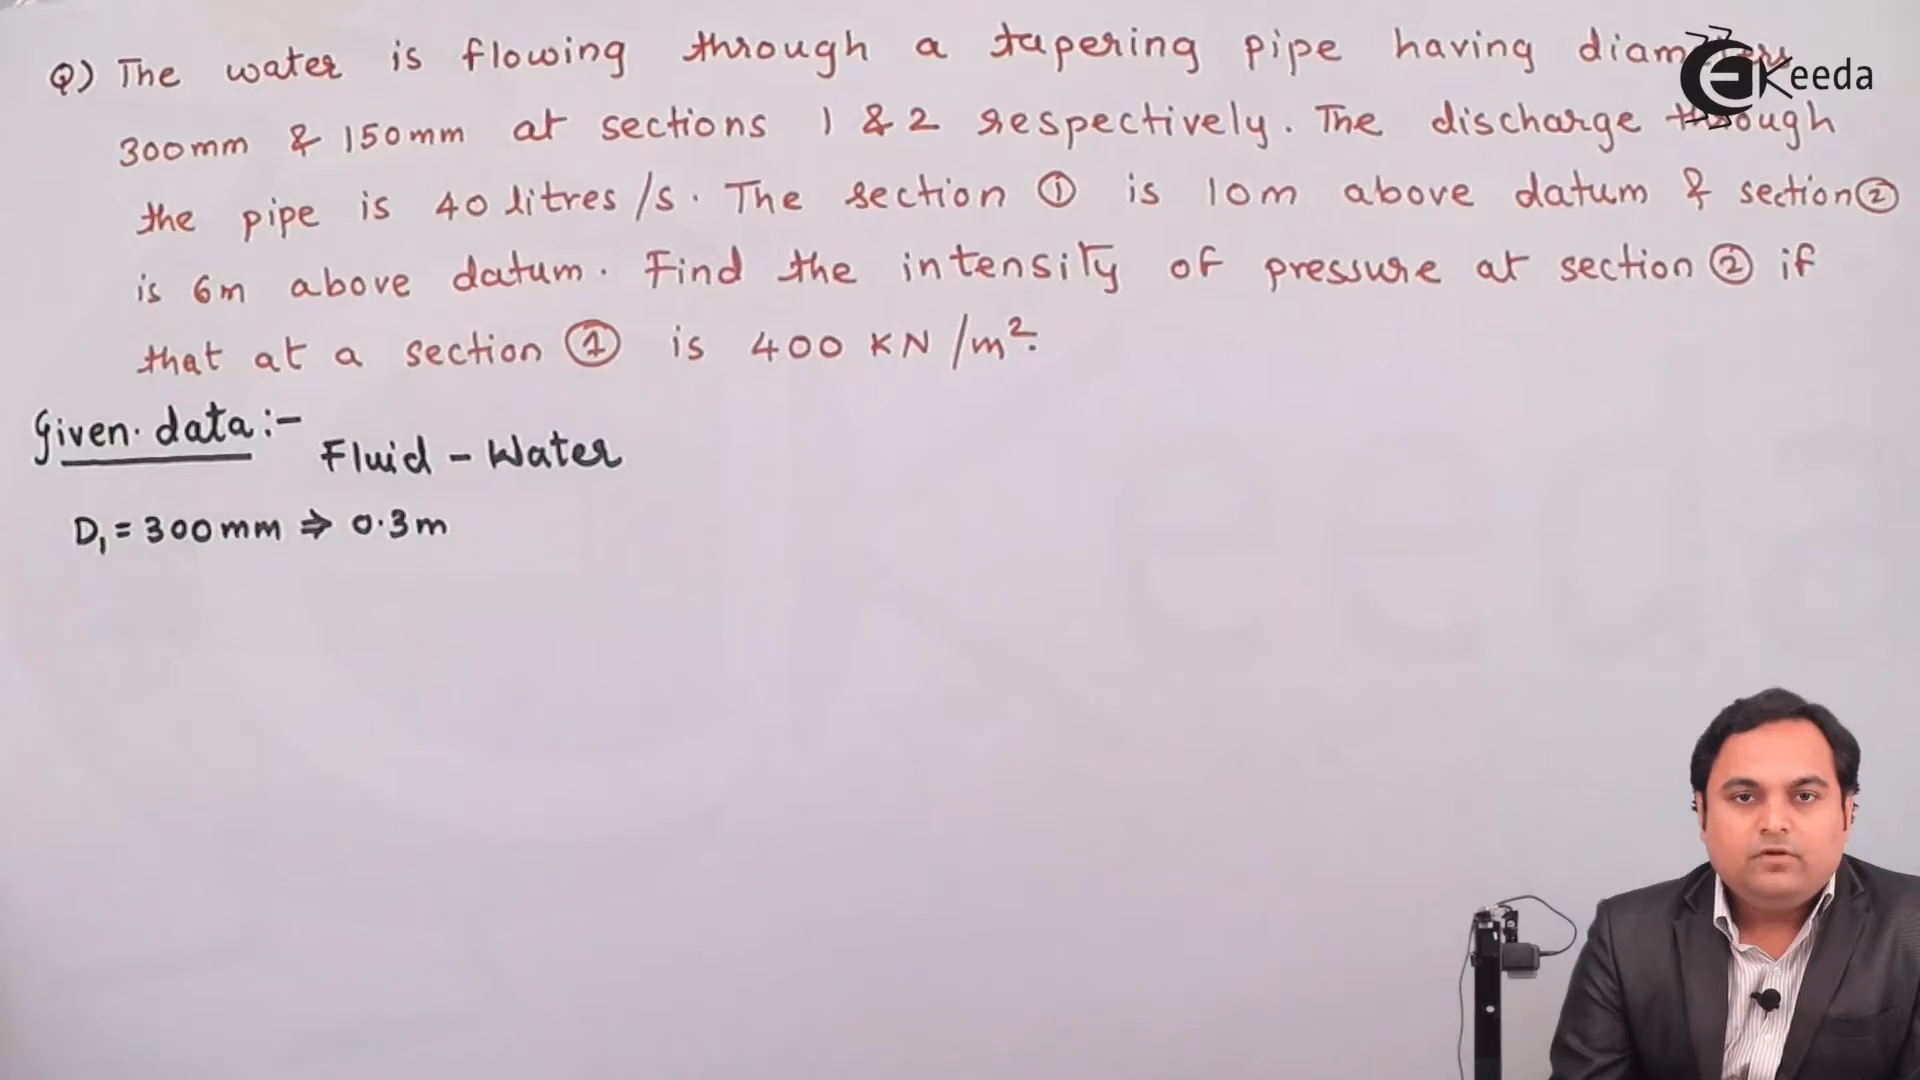 Q) The water is flowing through a tapering pipe having
300mm & 150mm at sections 1 & 2 respectively. The discharge through
the pipe is 40 litres/s. The section ① is 10m above datum & section②
is 6m above datum. Find the intensity of pressure at section ② if
that at a section ① is 400 KN/m².
Given data:-
Fluid - Water
D₁ = 300mm ⇒ 0.3m
Keeda